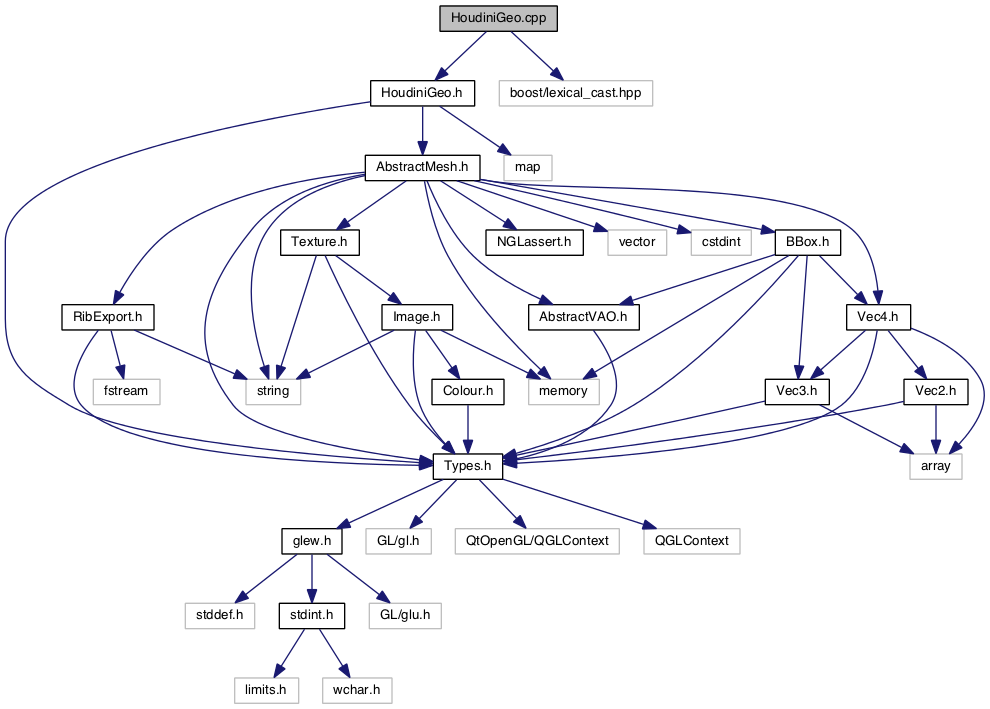 HoudiniGeo.cpp
HoudiniGeo.h
boost/lexical_cast.hpp
AbstractMesh.h
map
Texture.h
NGLassert.h
vector
cstdint
BBox.h
RibExport.h
Image.h
AbstractVAO.h
Vec4.h
fstream
string
Colour.h
memory
Vec3.h
Vec2.h
Types.h
array
glew.h
GL/gl.h
QtOpenGL/QGLContext
QGLContext
stddef.h
stdint.h
GL/glu.h
limits.h
wchar.h